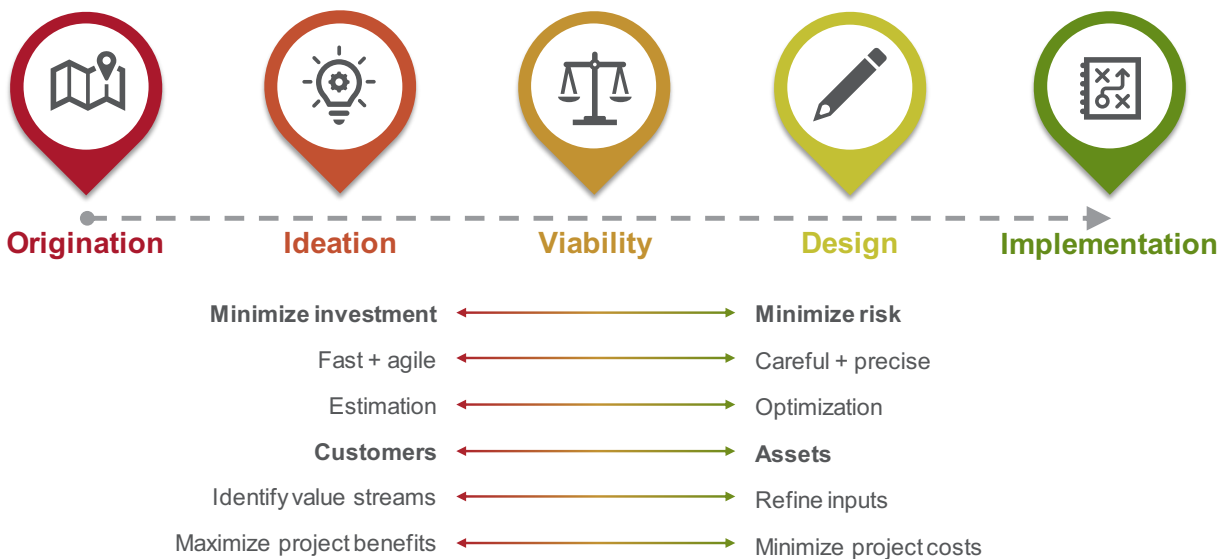 Origination Ideation Viability Design Implementation
Minimize investment Minimize risk
Fast + agile Careful + precise
Estimation Optimization
Customers Assets
Identify value streams Refine inputs
Maximize project benefits Minimize project costs